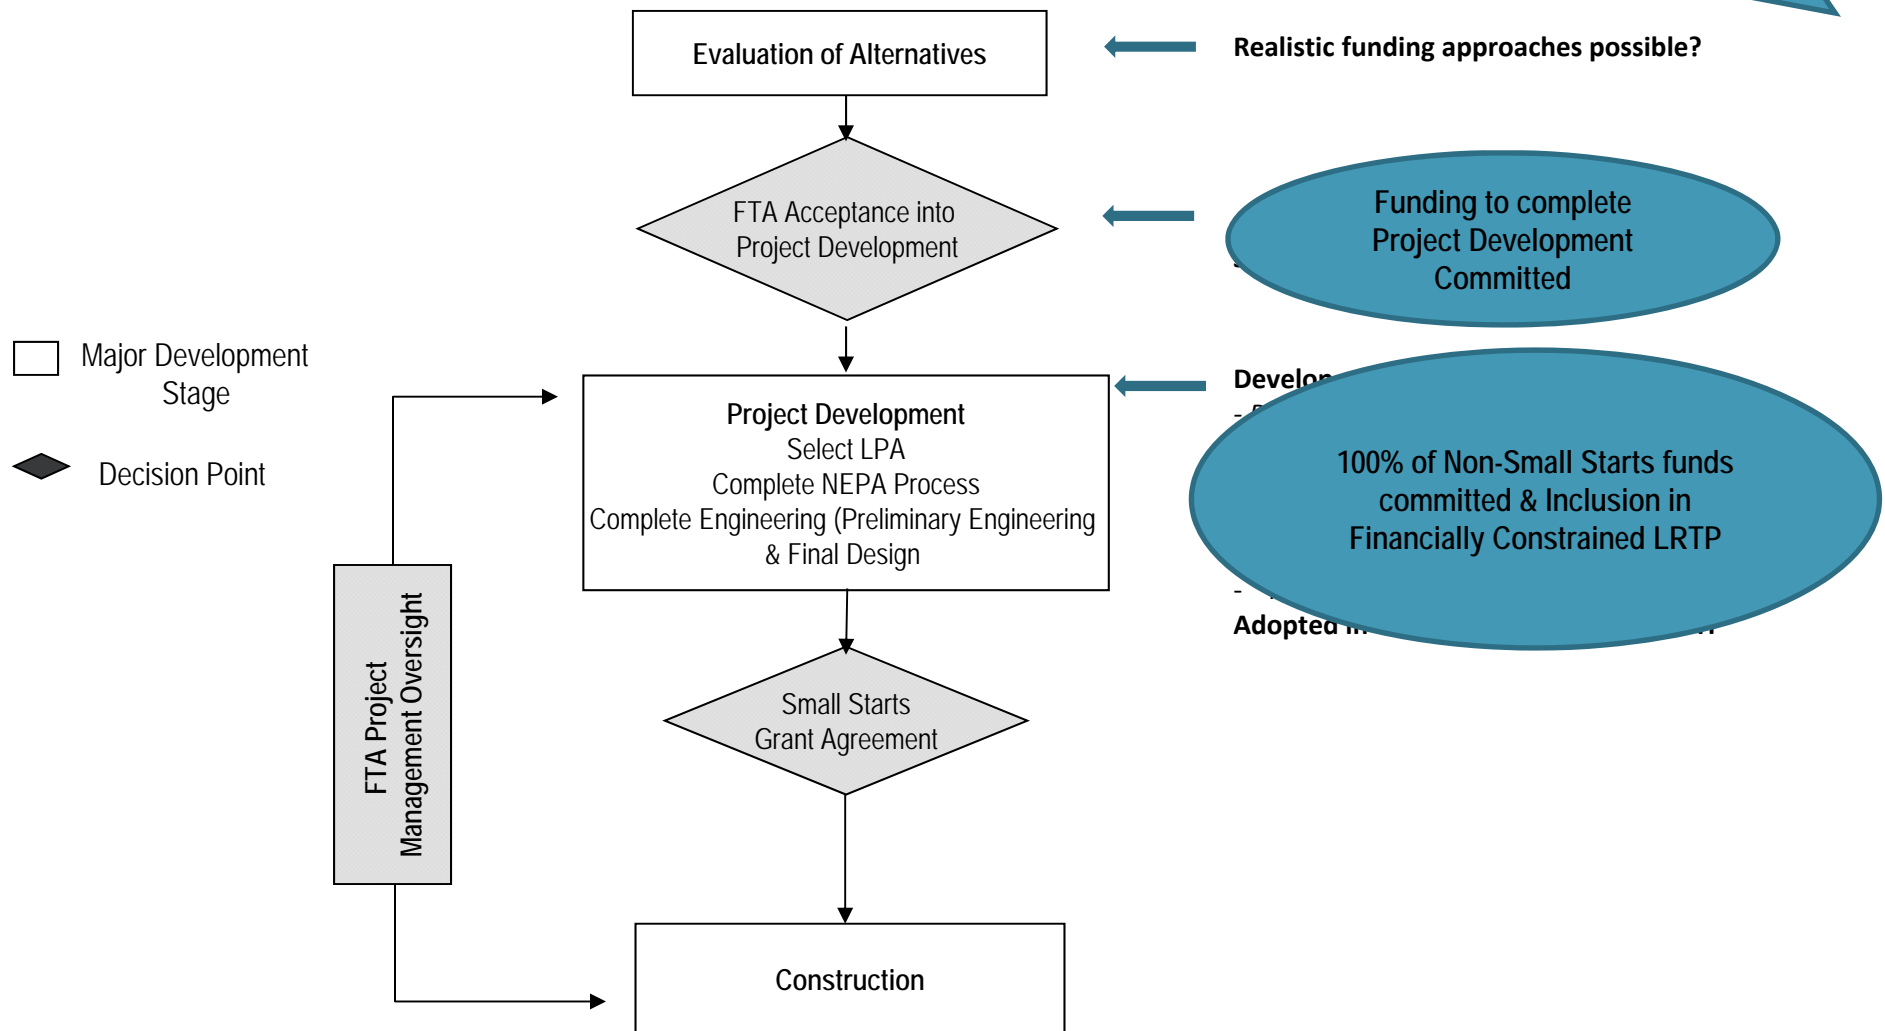 Evaluation of Alternatives
Realistic funding approaches possible?
FTA Acceptance into
Project Development
Funding to complete
Project Development
Committed
Major Development
Stage
Decision Point
Project Development
Select LPA
Complete NEPA Process
Complete Engineering (Preliminary Engineering
& Final Design
100% of Non-Small Starts funds
committed & Inclusion in
Financially Constrained LRTP
Adopted
FTA Project
Management Oversight
Small Starts
Grant Agreement
Construction